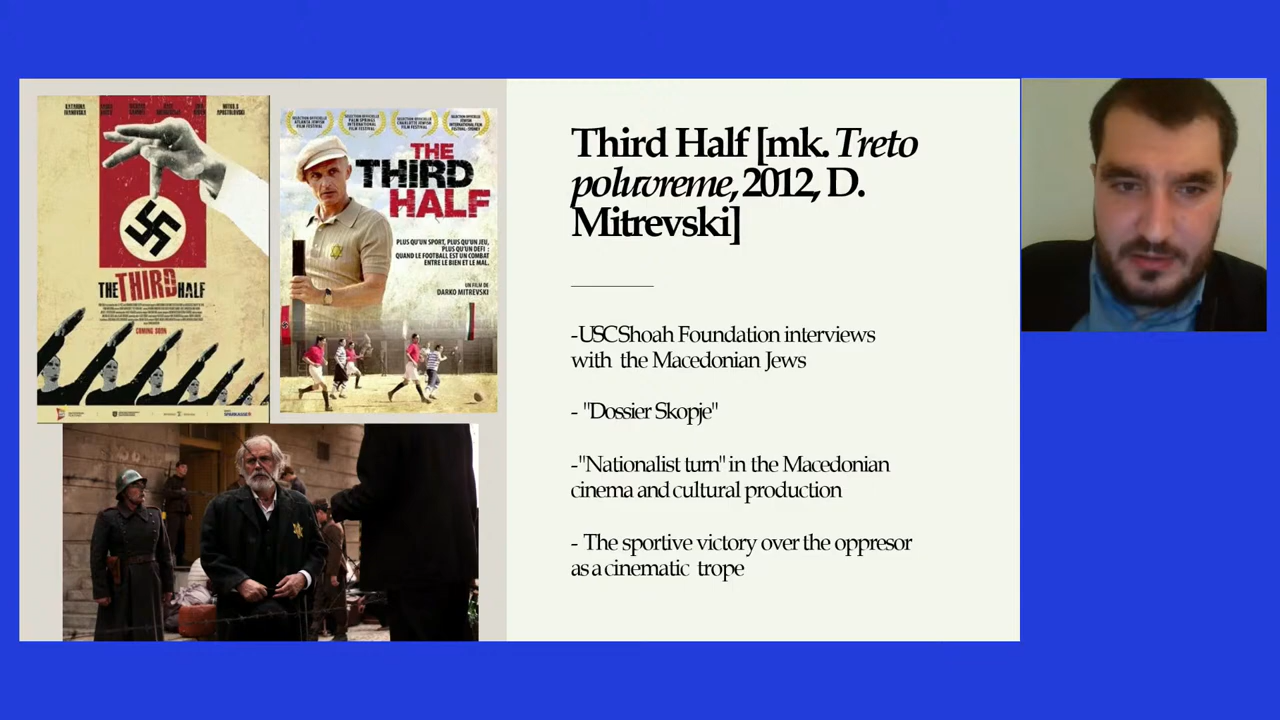 THE THIRD HALF
COMING SOON
THE
THIRD
HALF
PLUS QU'UN SPORT, PLUS QU'UN JEU,
PLUS QU'UN DEFI :
QUAND LE FOOTBALL EST UN COMBAT
ENTRE LE BIEN ET LE MAL.
UN FILM DE
DARKO MITREVSKI
Third Half [mk. Treto
poluvreme, 2012, D.
Mitrevski]
-USC Shoah Foundation interviews
with the Macedonian Jews
- "Dossier Skopje"
-"Nationalist turn" in the Macedonian
cinema and cultural production
- The sportive victory over the oppresor
as a cinematic trope